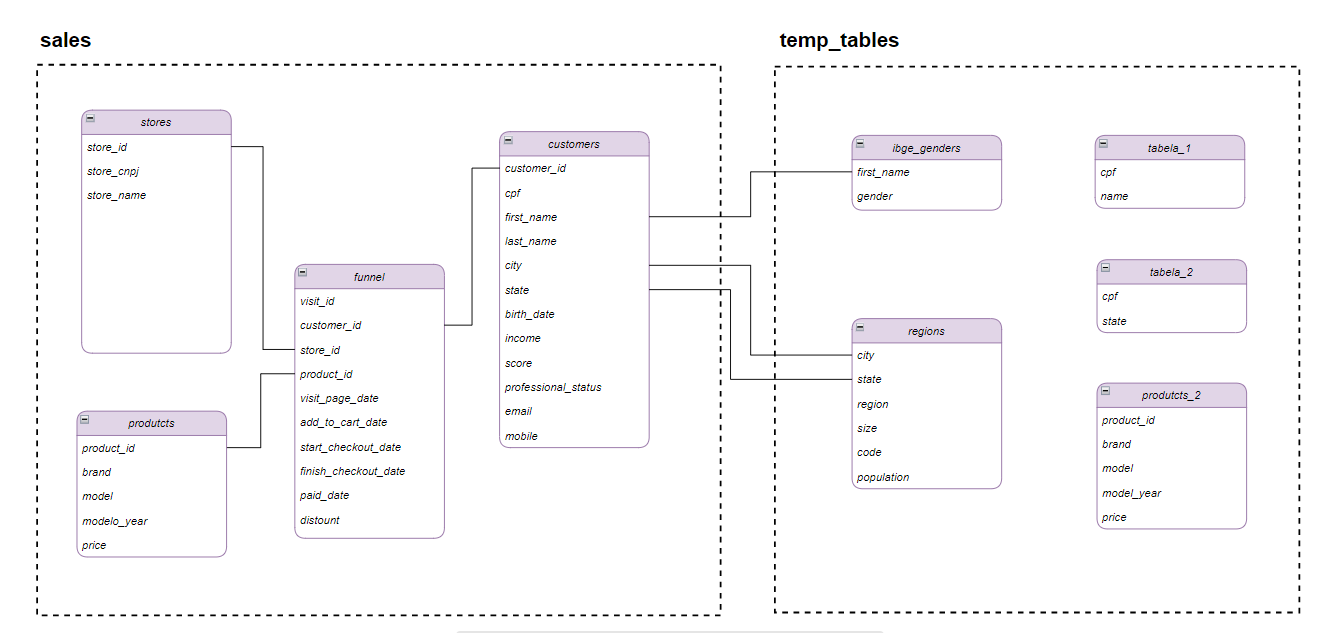 sales
stores
store_id
store_cnpj
store_name
produtcts
product_id
brand
model
modelo_year
price
funnel
visit_id
customer_id
store_id
product_id
visit_page_date
add_to_cart_date
start_checkout_date
finish_checkout_date
paid_date
distount
customers
customer_id
cpf
first_name
last_name
city
state
birth_date
income
score
professional_status
email
mobile
temp_tables
ibge_genders
first_name
gender
regions
city
state
region
size
code
population
tabela_1
cpf
name
tabela_2
cpf
state
produtcts_2
product_id
brand
model
model_year
price